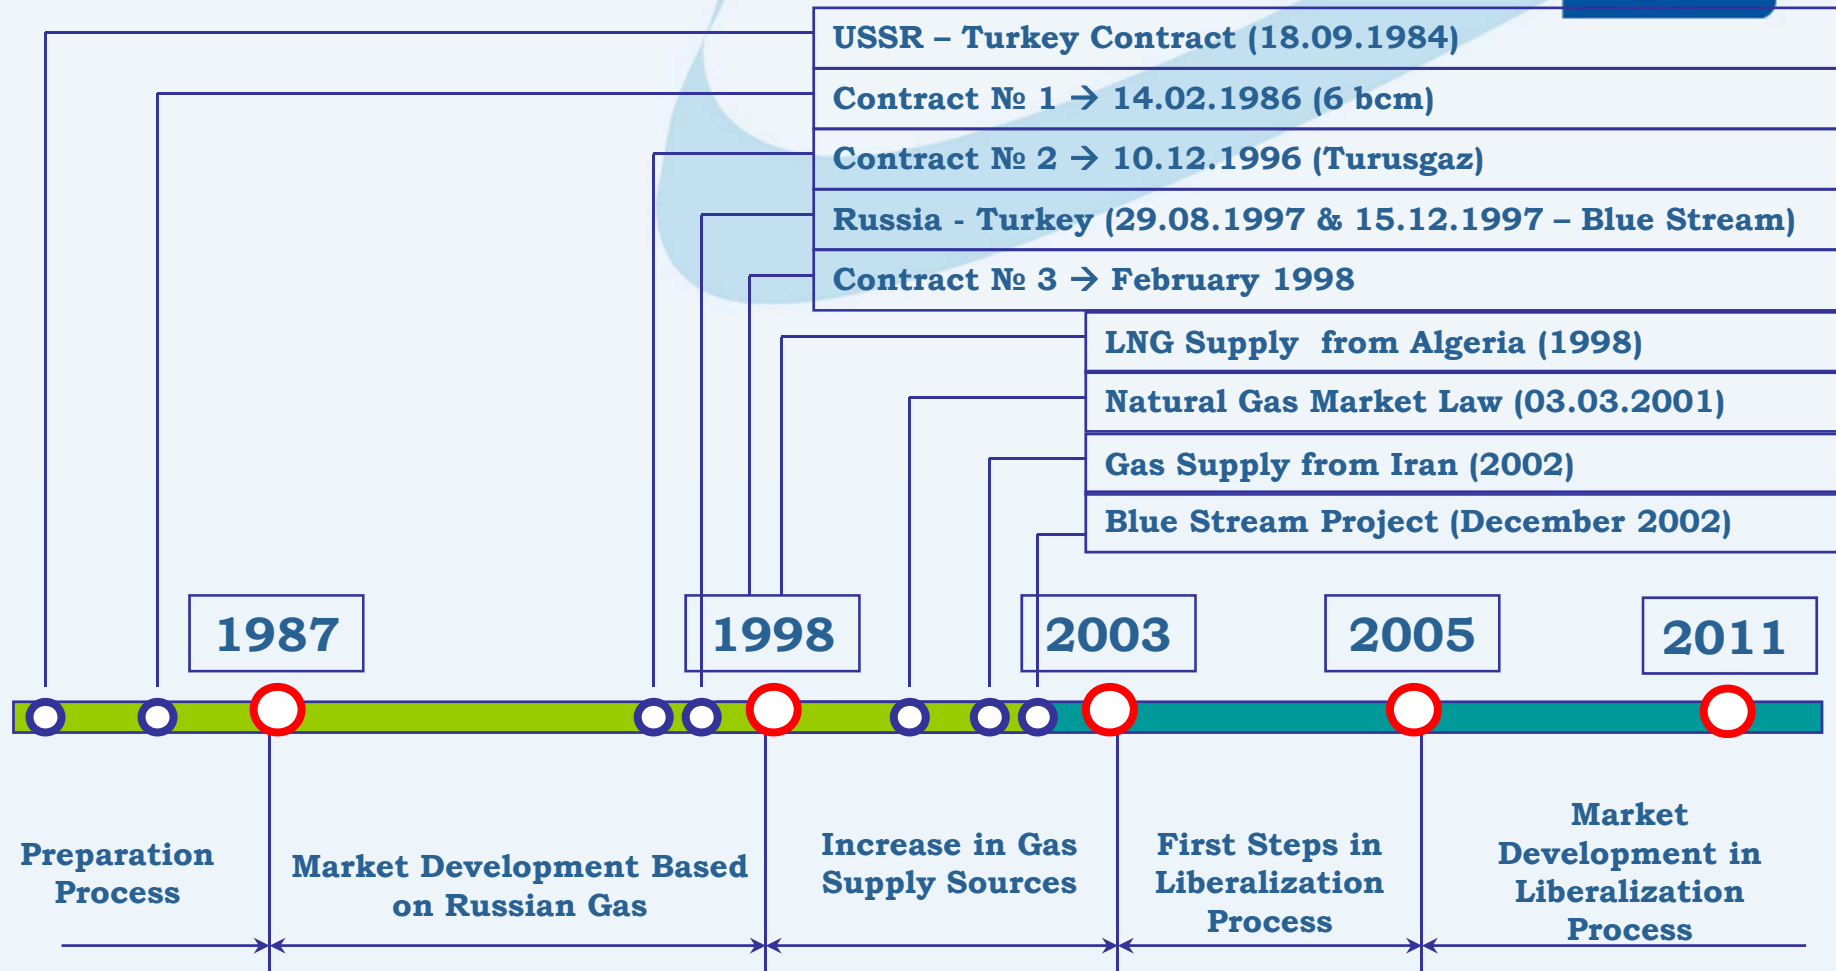 USSR – Turkey Contract (18.09.1984)
Contract № 1 → 14.02.1986 (6 bcm)
Contract № 2 → 10.12.1996 (Turusgaz)
Russia - Turkey (29.08.1997 & 15.12.1997 – Blue Stream)
Contract № 3 → February 1998
LNG Supply from Algeria (1998)
Natural Gas Market Law (03.03.2001)
Gas Supply from Iran (2002)
Blue Stream Project (December 2002)
1987
1998
2003
2005
2011
Preparation
Process
Market Development Based
on Russian Gas
Increase in Gas
Supply Sources
First Steps in
Liberalization
Process
Market
Development in
Liberalization
Process